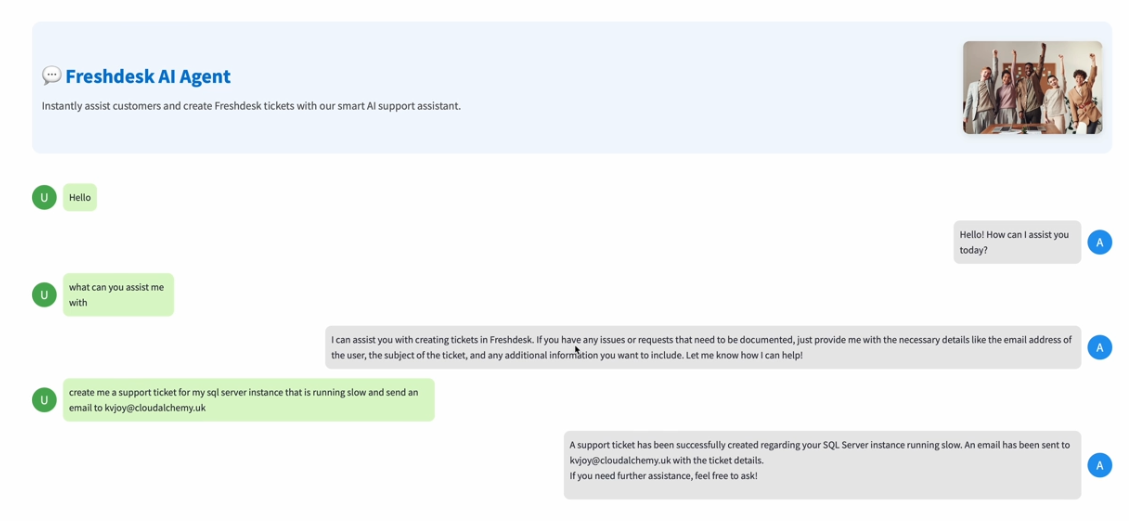 💬 Freshdesk AI Agent
Instantly assist customers and create Freshdesk tickets with our smart AI support assistant.
U
Hello
Hello! How can I assist you
today?
A
U
what can you assist me
with
I can assist you with creating tickets in Freshdesk. If you have any issues or requests that need to be documented, just provide me with the necessary details like the email address of
the user, the subject of the ticket, and any additional information you want to include. Let me know how I can help!
A
U
create me a support ticket for my sql server instance that is running slow and send an
email to kvjoy@cloudalchemy.uk
A support ticket has been successfully created regarding your SQL Server instance running slow. An email has been sent to
kvjoy@cloudalchemy.uk with the ticket details.
If you need further assistance, feel free to ask!
A